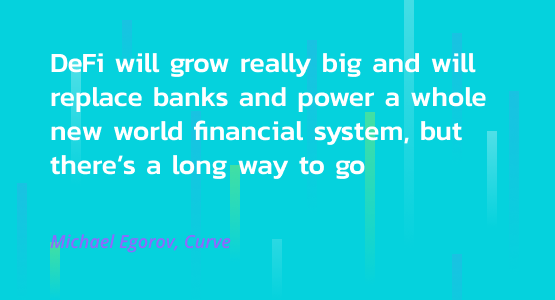 DeFi will grow really big and will
replace banks and power a whole
new world financial system, but
there’s a long way to go
Michael Egorov, Curve